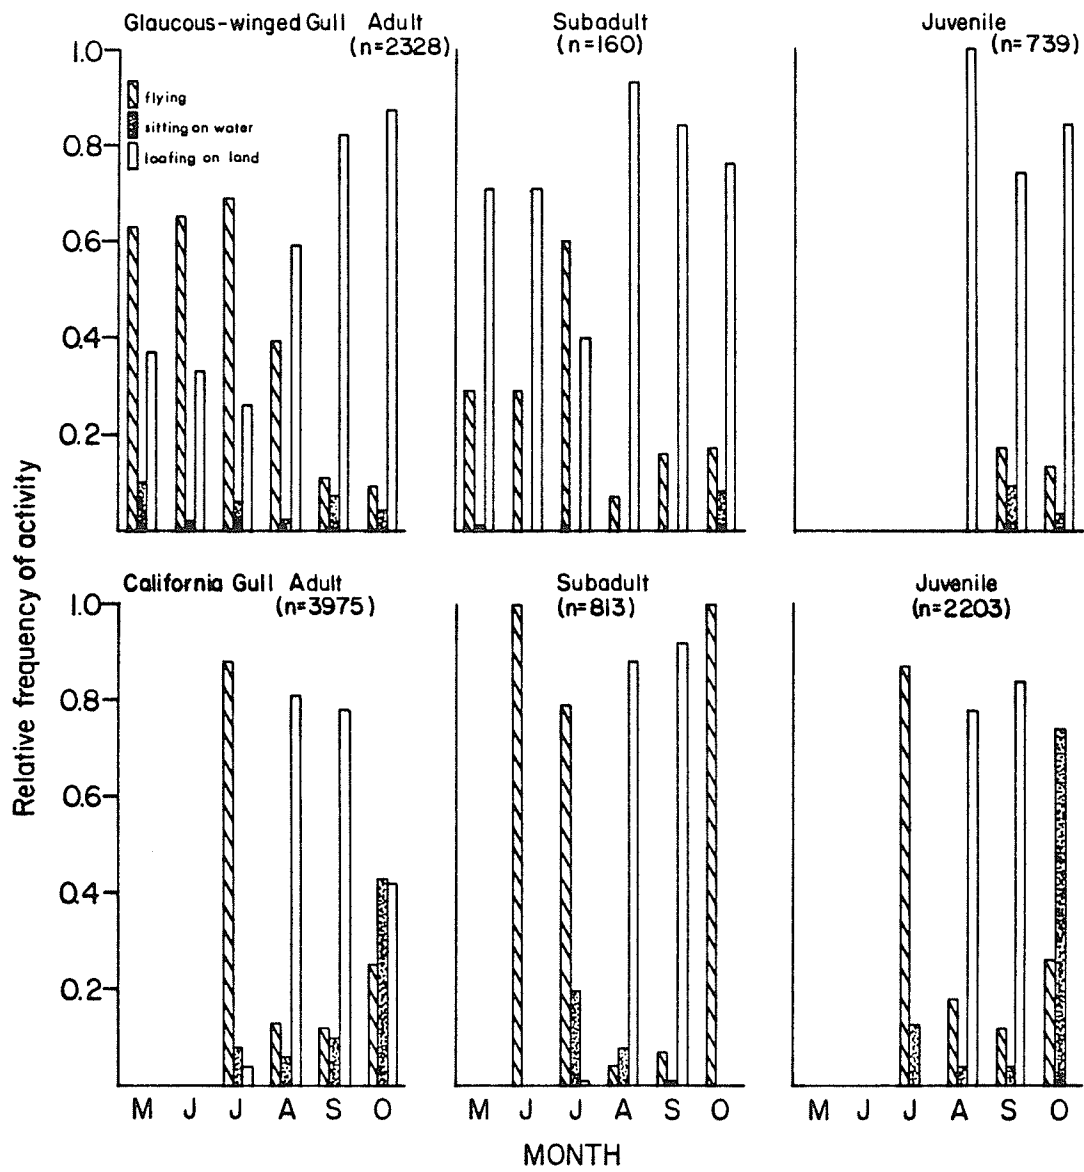 Glaucous-winged Gull Adult Subadult Juvenile
(n=2328) (n=160) (n=739)
1.0
flying
sitting on water
0.8
loafing on land
0.6
0.4
0.2
Relative frequency of activity
California Gull Adult Subadult Juvenile
(n=3975) (n=813) (n=2203)
1.0
0.8
0.6
0.4
0.2
M J J A S O M J J A S O M J J A S O
MONTH